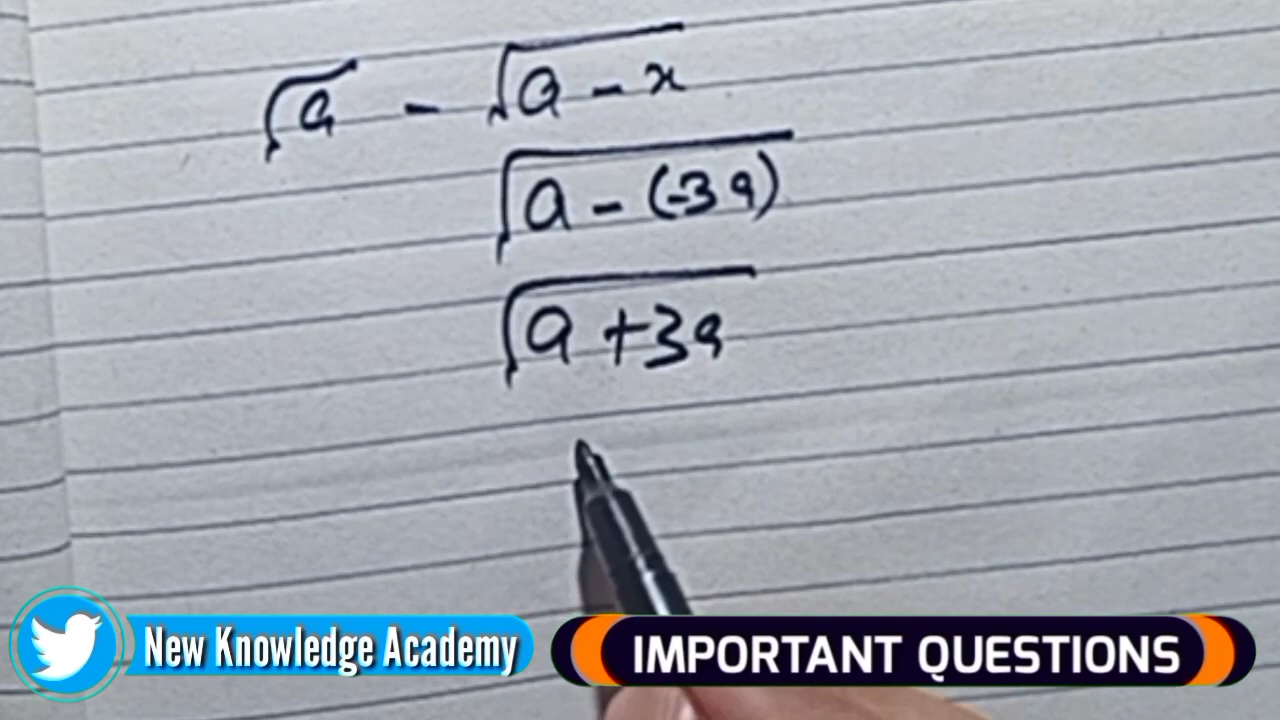 √a - √a - x
√a - (-3a)
√a + 3a
New Knowledge Academy
IMPORTANT QUESTIONS